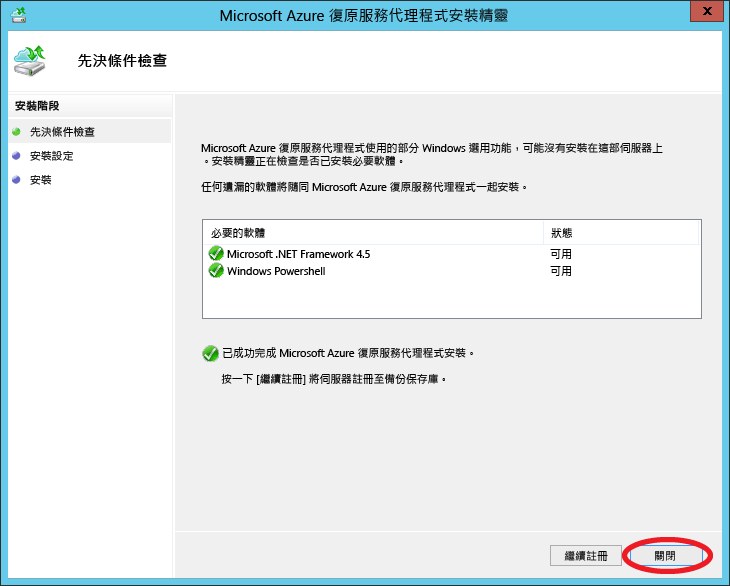 Microsoft Azure 復原服務代理程式安裝精靈
x
先決條件檢查
安裝階段
先決條件檢查
安裝設定
安裝
Microsoft Azure 復原服務代理程式使用的部分 Windows 選用功能，可能沒有安裝在這部伺服器上
。安裝精靈正在檢查是否已安裝必要軟體。
任何遺漏的軟體將隨同 Microsoft Azure 復原服務代理程式一起安裝。
必要的軟體 狀態
Microsoft .NET Framework 4.5 可用
Windows Powershell 可用
已成功完成 Microsoft Azure 復原服務代理程式安裝。
按一下 [繼續註冊] 將伺服器註冊至備份保存庫。
繼續註冊 關閉